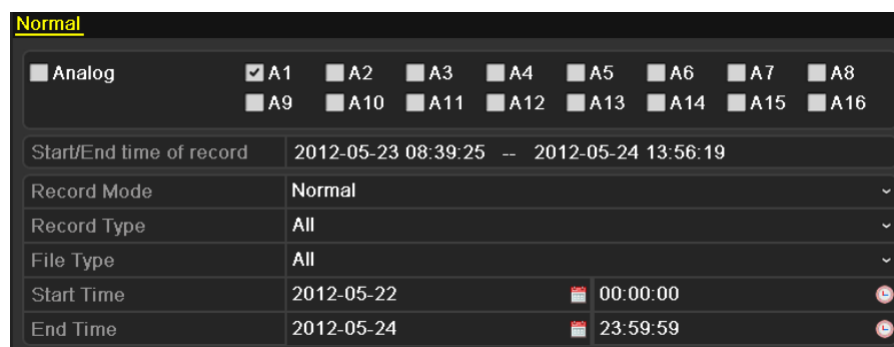 Normal
Analog A1 A2 A3 A4 A5 A6 A7 A8
A9 A10 A11 A12 A13 A14 A15 A16
Start/End time of record 2012-05-23 08:39:25 -- 2012-05-24 13:56:19
Record Mode Normal
Record Type All
File Type All
Start Time 2012-05-22 00:00:00
End Time 2012-05-24 23:59:59